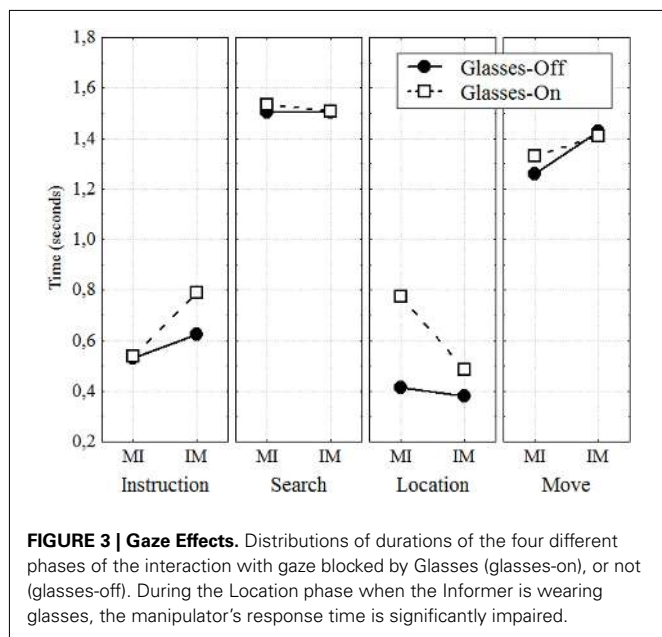 1,8
1,6
1,4
1,2
1,0
0,8
0,6
0,4
0,2
Time (seconds)
Glasses-Off
Glasses-On
MI IM MI IM MI IM MI IM
Instruction Search Location Move
FIGURE 3 | Gaze Effects. Distributions of durations of the four different
phases of the interaction with gaze blocked by Glasses (glasses-on), or not
(glasses-off). During the Location phase when the Informer is wearing
glasses, the manipulator's response time is significantly impaired.